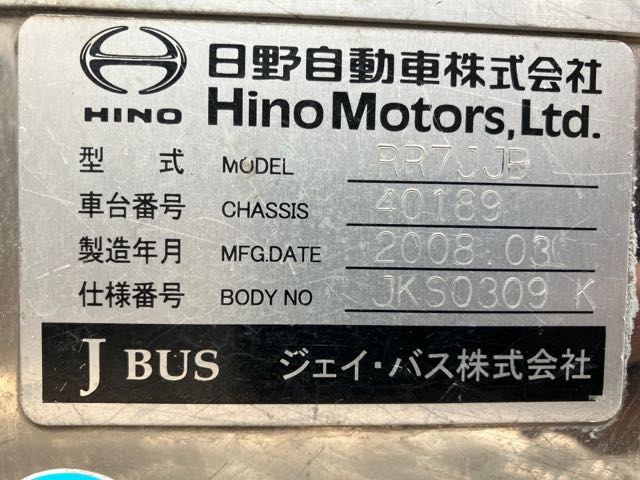 日野自動車株式会社
HINO
Hino Motors, Ltd.
型 式 MODEL RR7JJB
車台番号 CHASSIS 40189
製造年月 MFG.DATE 2008.03
仕様番号 BODY NO JKS0309 K
J BUS ジェイ・バス株式会社